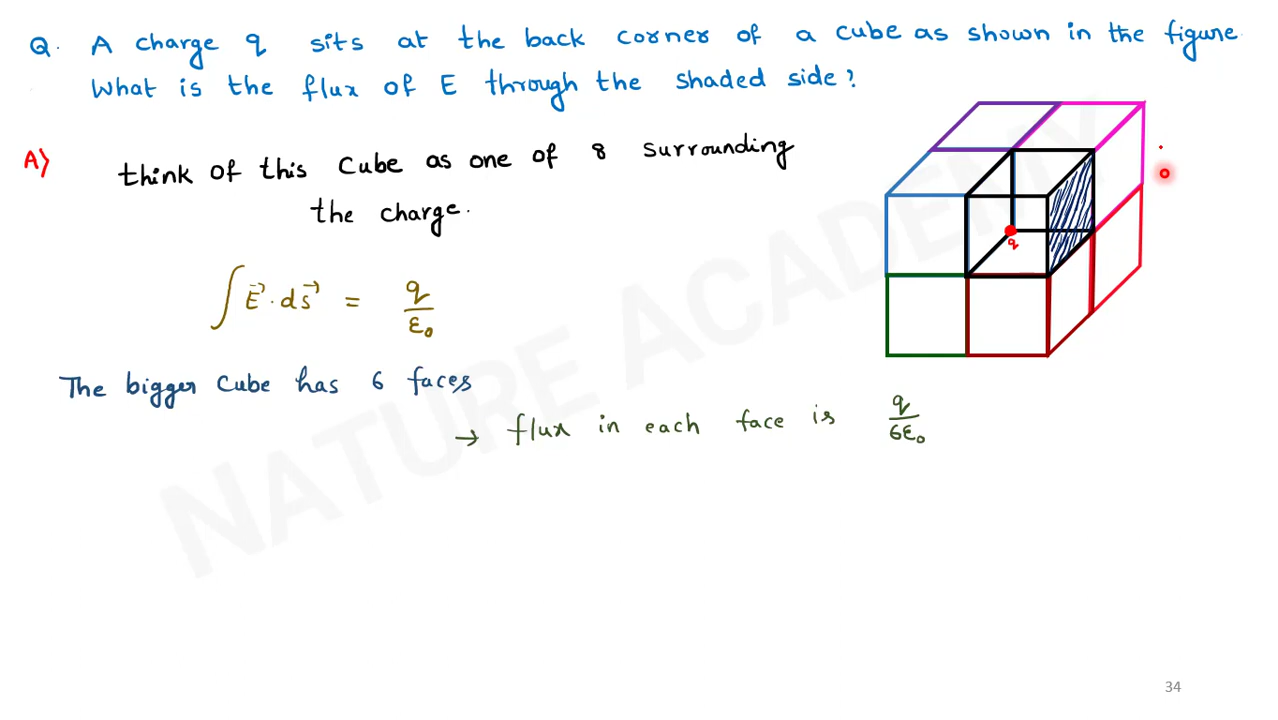 Q. A charge q sits at the back corner of a cube as shown in the figure.
What is the flux of E through the shaded side?
A) think of this cube as one of 8 surrounding
the charge.
∫ E⃗ · dS⃗ = q/ε₀
The bigger cube has 6 faces
→ flux in each face is q/6ε₀
q
NATURE ACADEMY
34